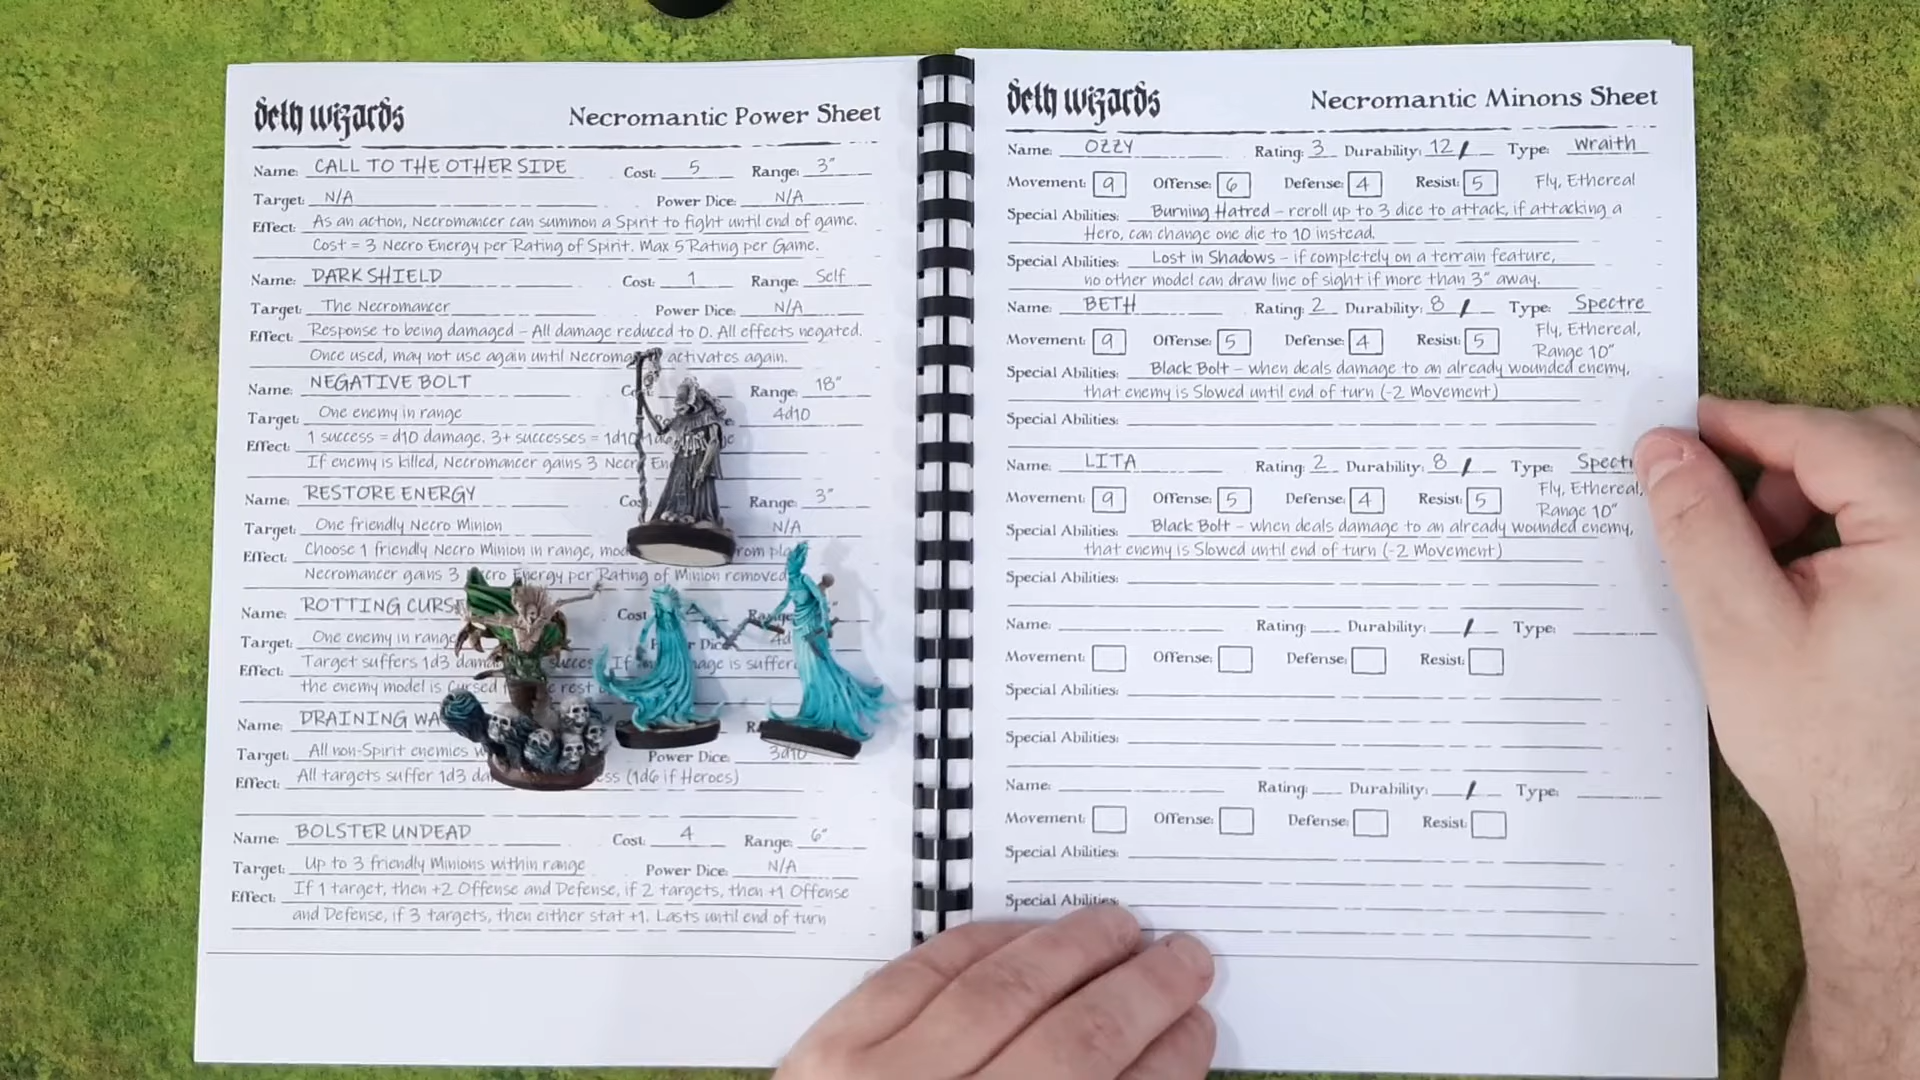 deth wizards
Necromantic Power Sheet
Name: CALL TO THE OTHER SIDE Cost: 5 Range: 3"
Target: N/A Power Dice: N/A
Effect: As an action, Necromancer can summon a Spirit to fight until end of game.
Cost = 3 Necro Energy per Rating of Spirit. Max 5 Rating per Game.
Name: DARK SHIELD Cost: 1 Range: Self
Target: The Necromancer Power Dice: N/A
Effect: Response to being damaged – All damage reduced to 0. All effects negated.
Once used, may not use again until activates again.
Name: NEGATIVE BOLT Range: 18"
Target: One enemy in range 4d10
Effect: 1 success = d10 damage. 3+ successes = 1d10
If enemy is killed, Necromancer gains 3
Name: RESTORE ENERGY Range: 3"
Target: One friendly Necro Minion N/A
Effect: Choose 1 friendly Necro Minion in range,
Necromancer gains 3 Energy per Rating of Minion removed
Name: ROTTING Cost
Target: One enemy in range
Effect: Target suffers 1d3 If is
the enemy model is Cursed
Name: DRAINING
Target: All non-Spirit enemies Power Dice: 3d10
Effect: All targets suffer 1d3 (1d6 if Heroes)
Name: BOLSTER UNDEAD Cost: 4 Range: 6"
Target: Up to 3 friendly Minions within range Power Dice: N/A
Effect: If 1 target, then +2 Offense and Defense, if 2 targets, then +1 Offense
and Defense, if 3 targets, then either stat +1. Lasts until end of turn
deth wizards
Necromantic Minons Sheet
Name: OZZY Rating: 3 Durability: 12 / Type: Wraith
Movement: 9 Offense: 6 Defense: 4 Resist: 5 Fly, Ethereal
Special Abilities: Burning Hatred – reroll up to 3 dice to attack, if attacking a
Hero, can change one die to 10 instead.
Special Abilities: Lost in Shadows – if completely on a terrain feature,
no other model can draw line of sight if more than 3" away.
Name: BETH Rating: 2 Durability: 8 / Type: Spectre
Movement: 9 Offense: 5 Defense: 4 Resist: 5 Fly, Ethereal,
Range 10"
Special Abilities: Black Bolt – when deals damage to an already wounded enemy,
that enemy is Slowed until end of turn (-2 Movement)
Special Abilities:
Name: LITA Rating: 2 Durability: 8 / Type:
Movement: 9 Offense: 5 Defense: 4 Resist: 5 Fly, Ethereal,
Range 10"
Special Abilities: Black Bolt – when deals damage to an already wounded enemy,
that enemy is Slowed until end of turn (-2 Movement)
Special Abilities:
Name: Rating: Durability: / Type:
Movement: Offense: Defense: Resist:
Special Abilities:
Special Abilities:
Name: Rating: Durability: / Type:
Movement: Offense: Defense: Resist:
Special Abilities:
Special Abilities: